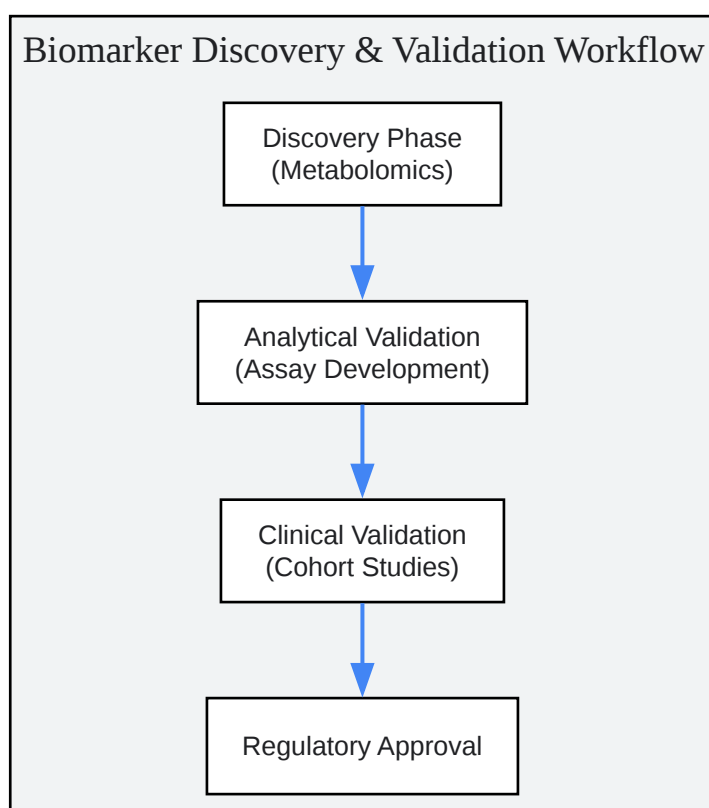 Biomarker Discovery & Validation Workflow
Discovery Phase
(Metabolomics)
Analytical Validation
(Assay Development)
Clinical Validation
(Cohort Studies)
Regulatory Approval